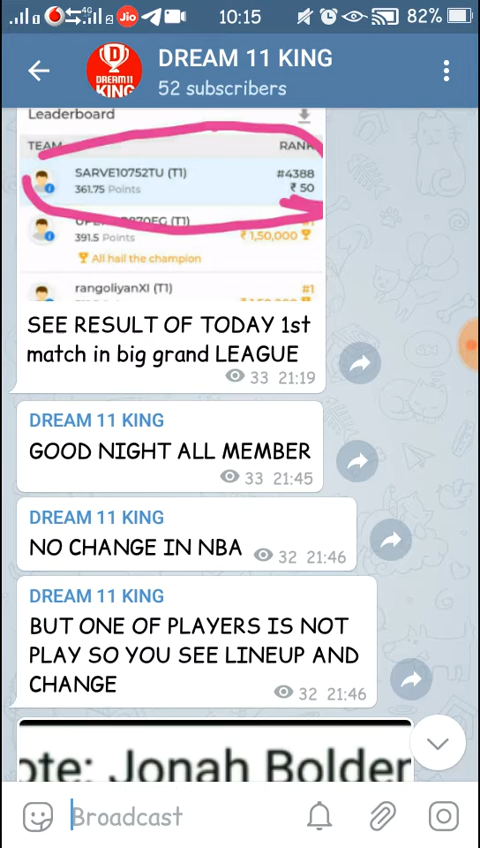 10:15
82%
DREAM 11 KING
52 subscribers
Leaderboard
TEAM RANK
SARVE10752TU (T1) #4388
361.75 Points ₹ 50
(T1) #1
391.5 Points ₹ 1,50,000
All hail the champion
rangoliyanXI (T1) #1
SEE RESULT OF TODAY 1st
match in big grand LEAGUE
33 21:19
DREAM 11 KING
GOOD NIGHT ALL MEMBER
33 21:45
DREAM 11 KING
NO CHANGE IN NBA 32 21:46
DREAM 11 KING
BUT ONE OF PLAYERS IS NOT
PLAY SO YOU SEE LINEUP AND
CHANGE 32 21:46
ote: Jonah Bolden
Broadcast